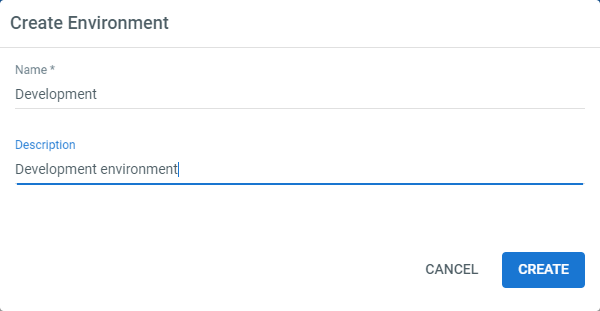 Create Environment
Name *
Development
Description
Development environment
CANCEL
CREATE